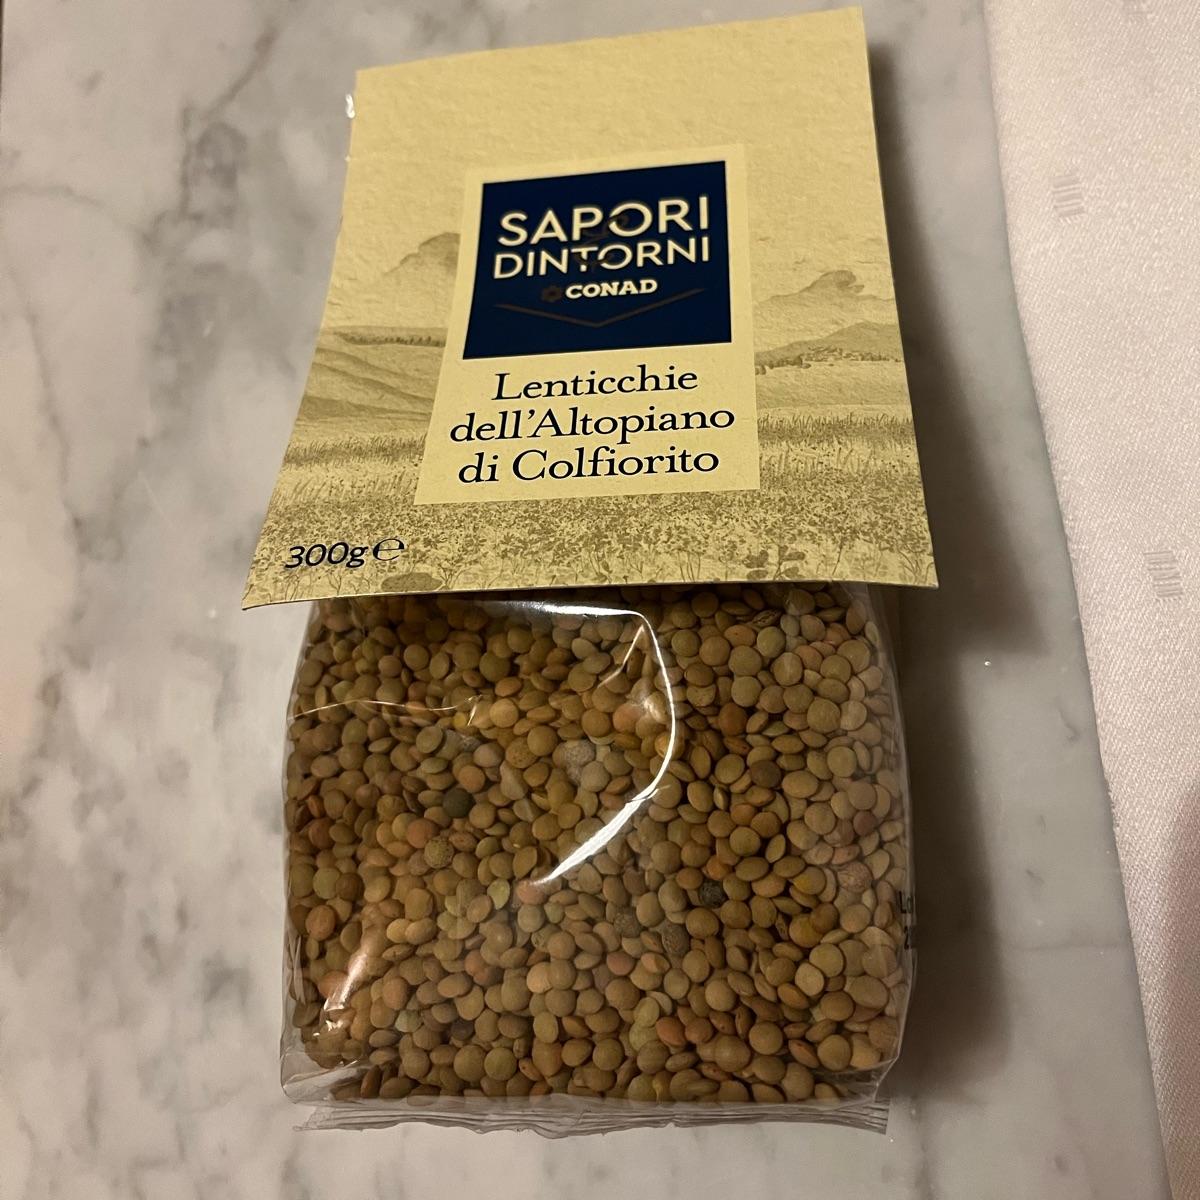 SAPORI
DINTORNI
CONAD
Lenticchie
dell'Altopiano
di Colfiorito
300g ℮